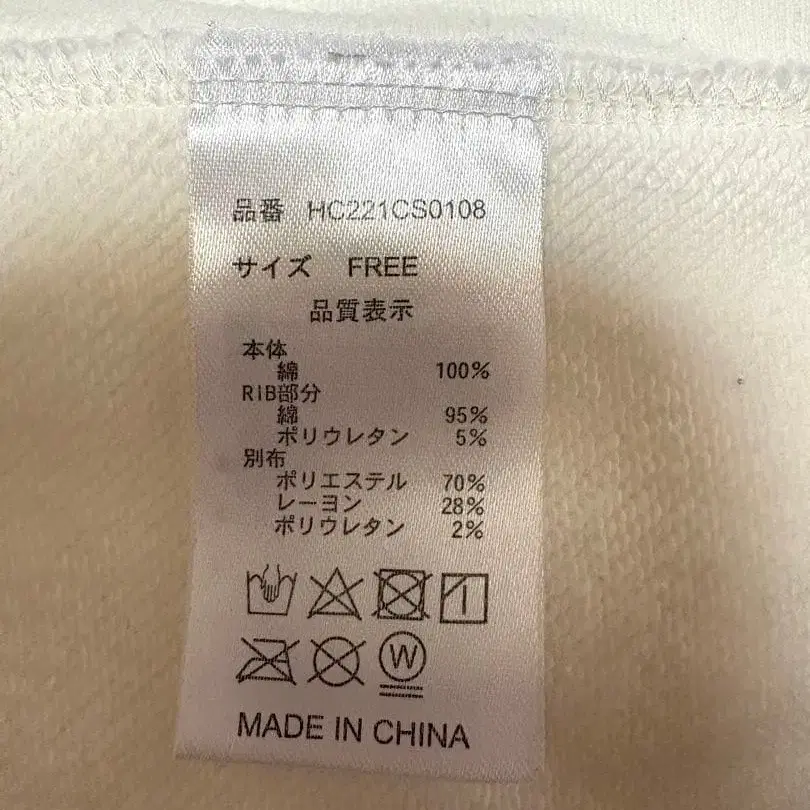 品番 HC221CS0108
サイズ FREE
品質表示
本体
綿 100%
RIB部分
綿 95%
ポリウレタン 5%
別布
ポリエステル 70%
レーヨン 28%
ポリウレタン 2%
W
MADE IN CHINA